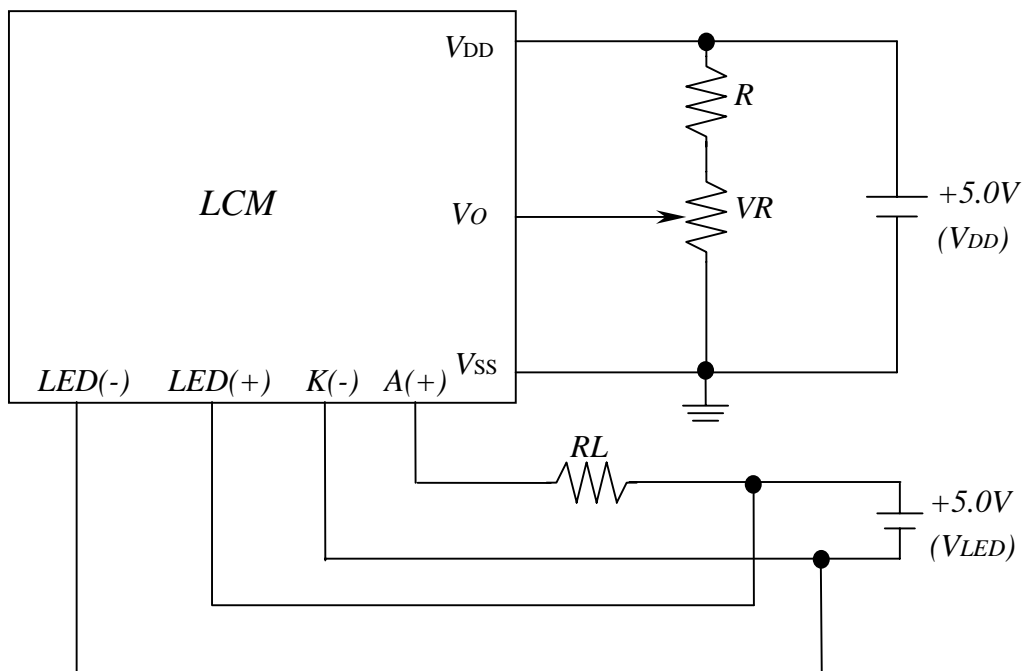 VDD
R
LCM
VO
VR
+5.0V
(VDD)
VSS
LED(-) LED(+) K(-) A(+)
RL
+5.0V
(VLED)